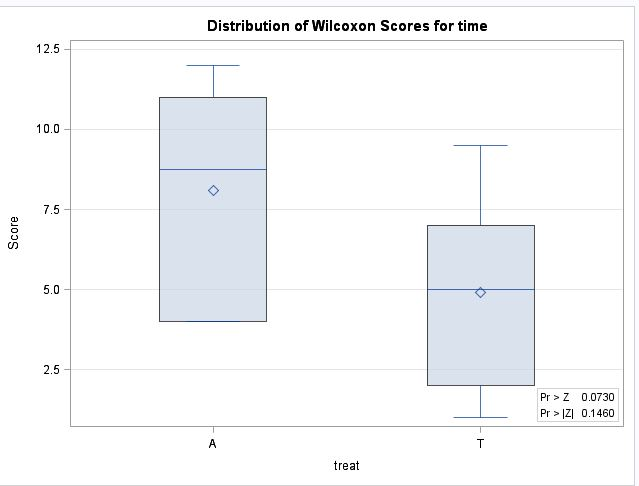 Distribution of Wilcoxon Scores for time
12.5
10.0
7.5
5.0
2.5
Score
A
T
treat
Pr > Z 0.0730
Pr > |Z| 0.1460